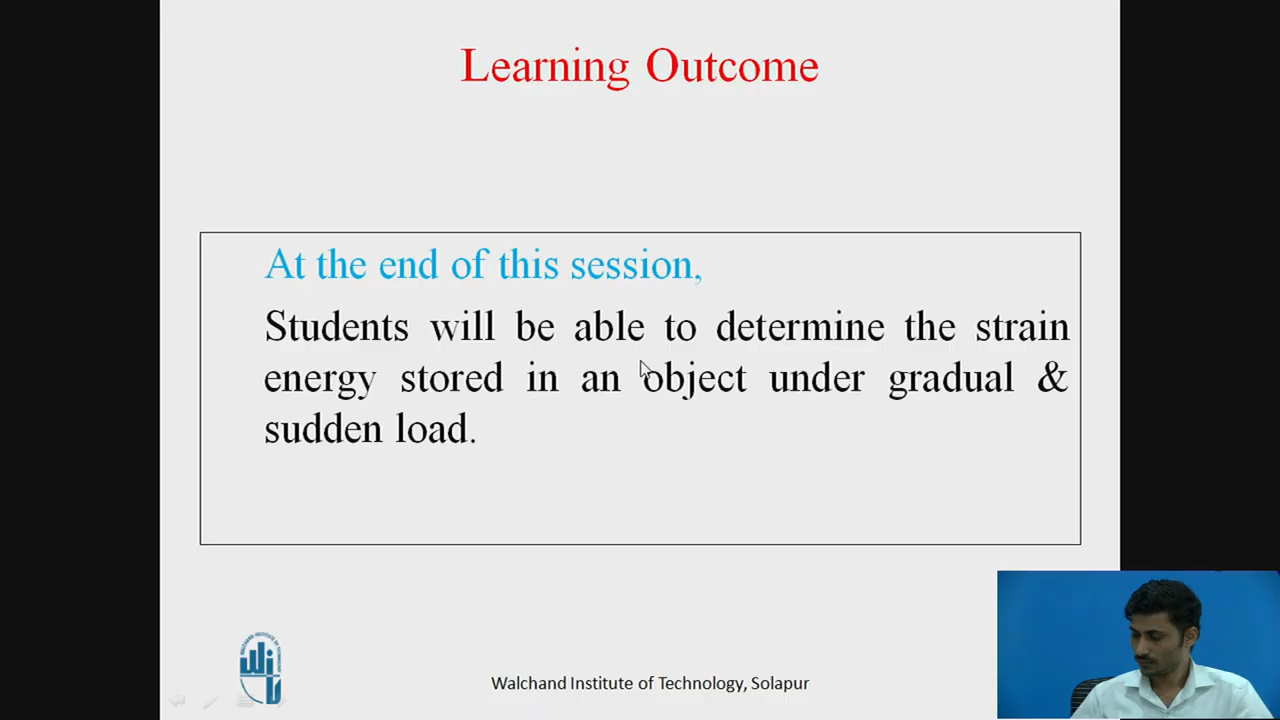 Learning Outcome
At the end of this session,
Students will be able to determine the strain
energy stored in an object under gradual &
sudden load.
Walchand Institute of Technology, Solapur